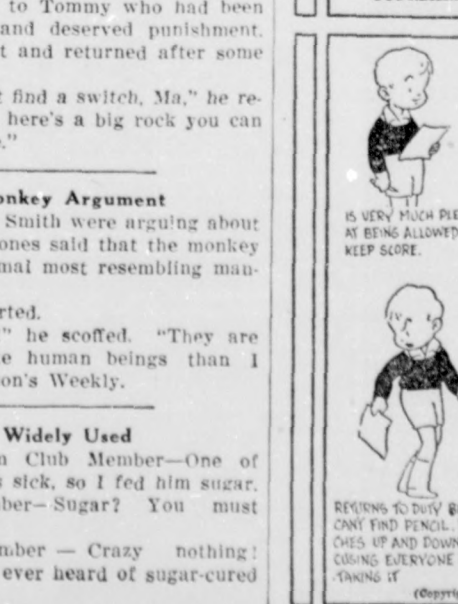 to Tommy who had been
and deserved punishment.
t and returned after some
t find a switch, Ma," he re-
here's a big rock you can
."
onkey Argument
Smith were arguing about
ones said that the monkey
mal most resembling man-
rted.
" he scoffed. "They are
e human beings than I
on's Weekly.
Widely Used
n Club Member—One of
s sick, so I fed him sugar.
ber—Sugar? You must
mber — Crazy nothing!
ever heard of sugar-cured
IS VERY MUCH PLE
AT BEING ALLOWED
KEEP SCORE.
RETURNS TO DUTY B
CAN'T FIND PENCIL.
CHES UP AND DOWN
CUSING EVERYONE
TAKING IT
(Copyri